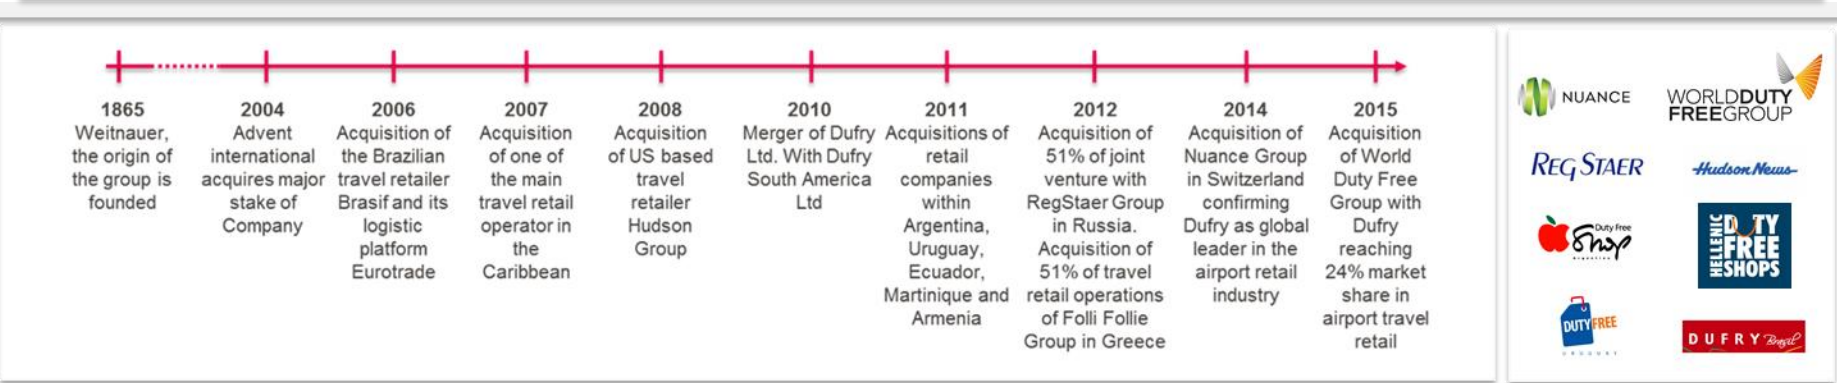 1865
Weitnauer,
the origin of
the group is
founded
2004
Advent
international
acquires major
stake of
Company
2006
Acquisition of
the Brazilian
travel retailer
Brasif and its
logistic
platform
Eurotrade
2007
Acquisition
of one of
the main
travel retail
operator in
the
Caribbean
2008
Acquisition
of US based
travel
retailer
Hudson
Group
2010
Merger of Dufry
Ltd. With Dufry
South America
Ltd
2011
Acquisitions of
retail
companies
within
Argentina,
Uruguay,
Ecuador,
Martinique and
Armenia
2012
Acquisition of
51% of joint
venture with
RegStaer Group
in Russia.
Acquisition of
51% of travel
retail operations
of Folli Follie
Group in Greece
2014
Acquisition of
Nuance Group
in Switzerland
confirming
Dufry as global
leader in the
airport retail
industry
2015
Acquisition
of World
Duty Free
Group with
Dufry
reaching
24% market
share in
airport travel
retail
NUANCE
WORLDDUTY
FREEGROUP
REGSTAER
Hudson News
Duty Free
Shop
Argentina
HELLENIC
DUTY
FREE
SHOPS
DUTY FREE
URUGUAY
DUFRY Brasil